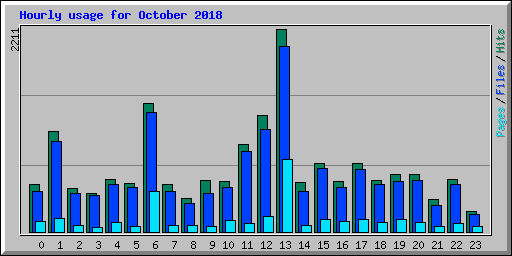 Hourly usage for October 2018
2211
Pages / Files / Hits
0 1 2 3 4 5 6 7 8 9 10 11 12 13 14 15 16 17 18 19 20 21 22 23